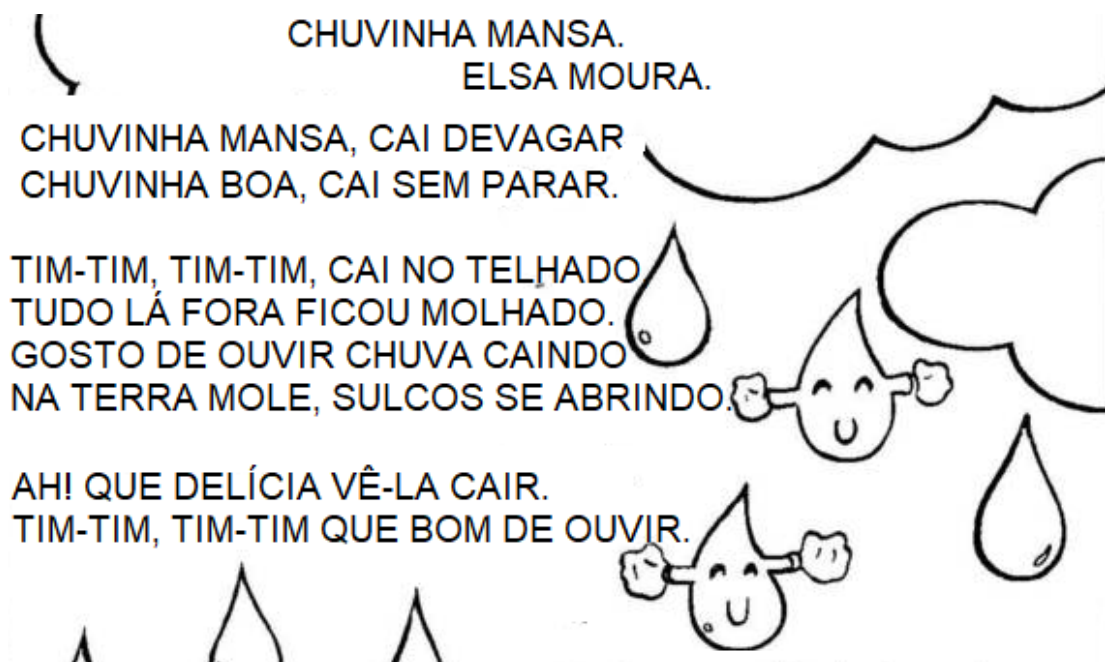 CHUVINHA MANSA.
ELSA MOURA.
CHUVINHA MANSA, CAI DEVAGAR
CHUVINHA BOA, CAI SEM PARAR.
TIM-TIM, TIM-TIM, CAI NO TELHADO
TUDO LÁ FORA FICOU MOLHADO.
GOSTO DE OUVIR CHUVA CAINDO
NA TERRA MOLE, SULCOS SE ABRINDO.
AH! QUE DELÍCIA VÊ-LA CAIR.
TIM-TIM, TIM-TIM QUE BOM DE OUVIR.